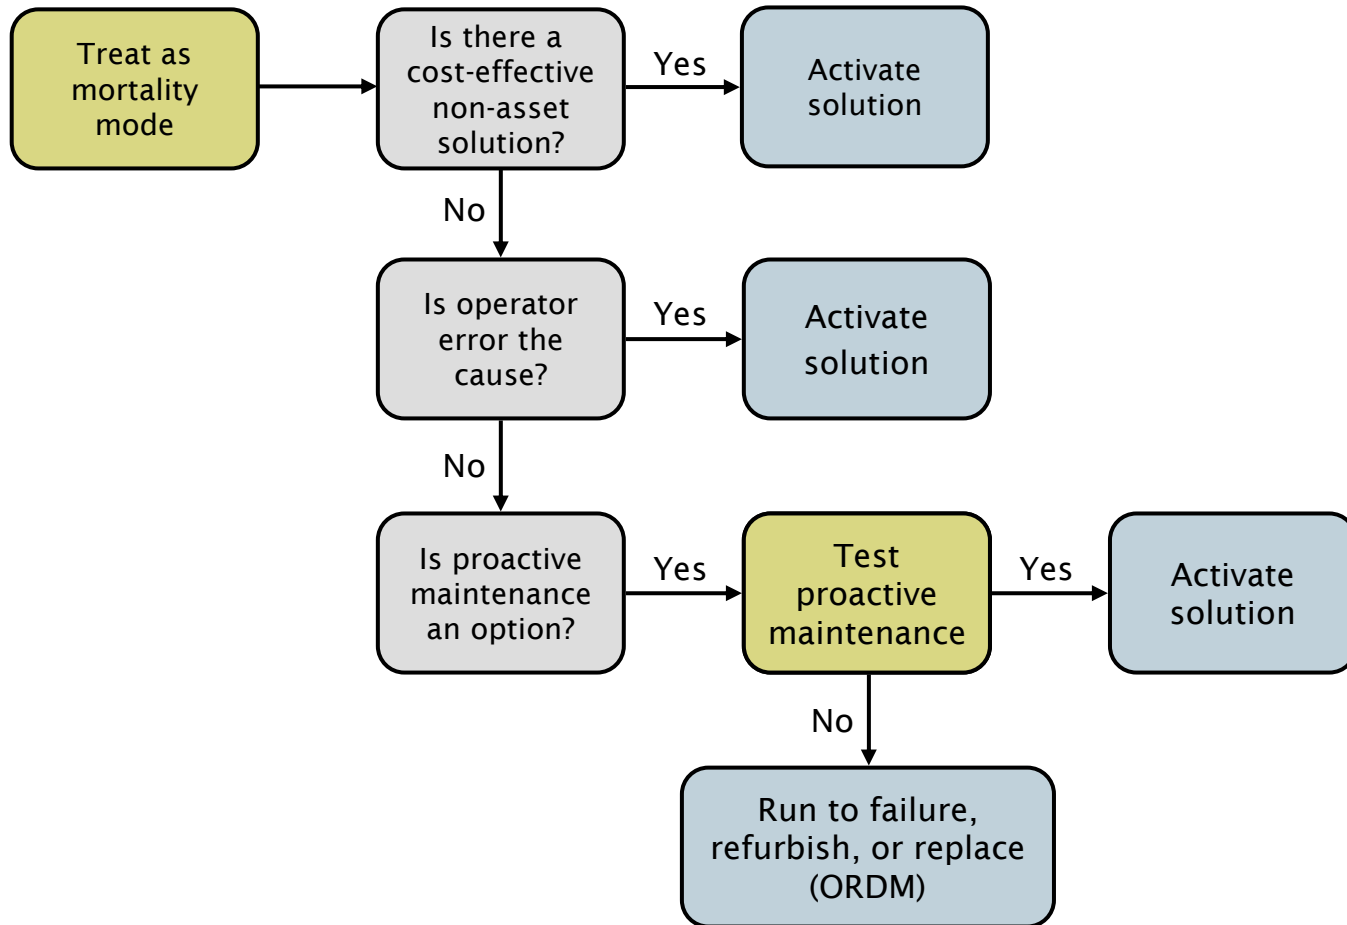 Treat as
mortality
mode
Is there a
cost-effective
non-asset
solution?
Yes
Activate
solution
No
Is operator
error the
cause?
Yes
Activate
solution
No
Is proactive
maintenance
an option?
Yes
Test
proactive
maintenance
Yes
Activate
solution
No
Run to failure,
refurbish, or replace
(ORDM)